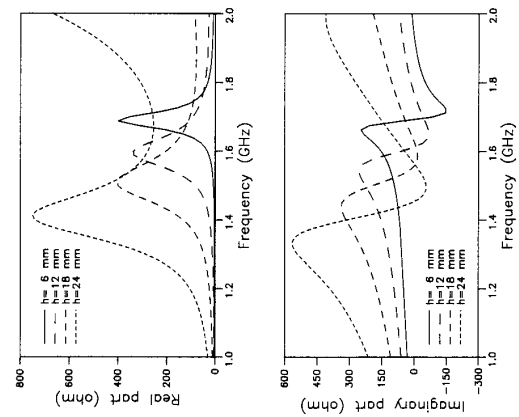 800
600
400
200
0
Real part (ohm)
h= 6 mm
h=12 mm
h=18 mm
h=24 mm
1.0
1.2
1.4
1.6
1.8
2.0
Frequency (GHz)
600
450
300
150
0
-150
-300
Imaginary part (ohm)
h= 6 mm
h=12 mm
h=18 mm
h=24 mm
1.0
1.2
1.4
1.6
1.8
2.0
Frequency (GHz)